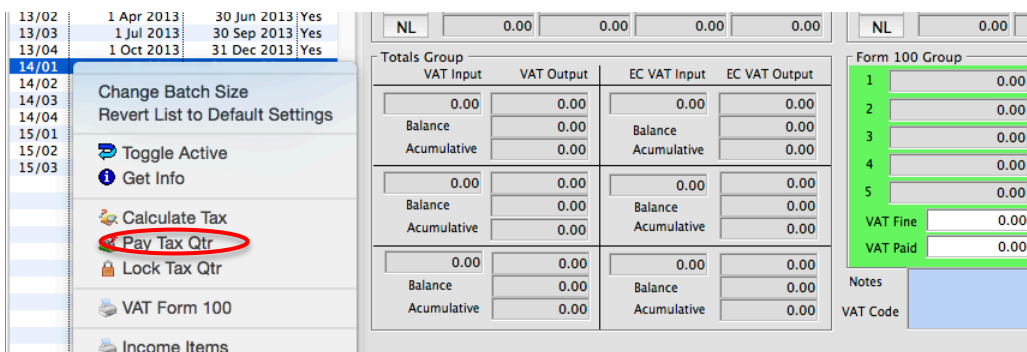 13/02 1 Apr 2013 30 Jun 2013 Yes
13/03 1 Jul 2013 30 Sep 2013 Yes
13/04 1 Oct 2013 31 Dec 2013 Yes
14/01
14/02
14/03
14/04
15/01
15/02
15/03
Change Batch Size
Revert List to Default Settings
Toggle Active
Get Info
Calculate Tax
Pay Tax Qtr
Lock Tax Qtr
VAT Form 100
Income Items
NL 0.00 0.00 0.00 0.00 NL 0.00
Totals Group
VAT Input VAT Output EC VAT Input EC VAT Output
0.00 0.00 0.00 0.00
Balance 0.00 Balance 0.00
Acumulative 0.00 Acumulative 0.00
0.00 0.00 0.00 0.00
Balance 0.00 Balance 0.00
Acumulative 0.00 Acumulative 0.00
0.00 0.00 0.00 0.00
Balance 0.00 Balance 0.00
Acumulative 0.00 Acumulative 0.00
Form 100 Group
1 0.00
2 0.00
3 0.00
4 0.00
5 0.00
VAT Fine 0.00
VAT Paid 0.00
Notes
VAT Code